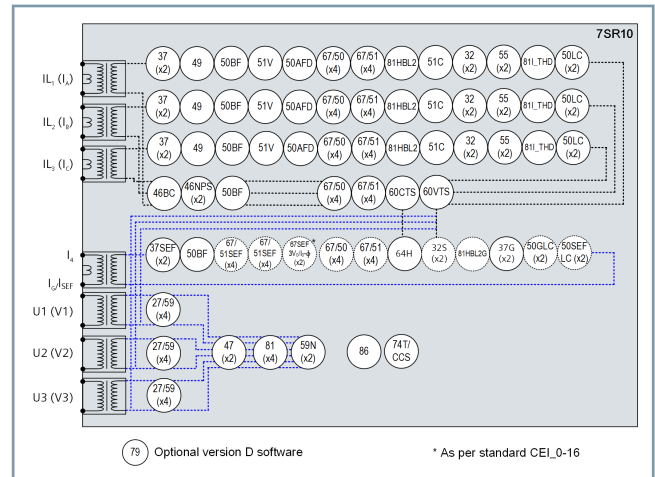 7SR10
IL₁ (Iₐ)
37 (x2) 49 50BF 51V 50AFD 67/50 (x4) 67/51 (x4) 81HBL2 51C 32 (x2) 55 (x2) 81I_THD 50LC (x2)
IL₂ (I_B)
37 (x2) 49 50BF 51V 50AFD 67/50 (x4) 67/51 (x4) 81HBL2 51C 32 (x2) 55 (x2) 81I_THD 50LC (x2)
IL₃ (I_C)
37 (x2) 49 50BF 51V 50AFD 67/50 (x4) 67/51 (x4) 81HBL2 51C 32 (x2) 55 (x2) 81I_THD 50LC (x2)
46BC 46NPS (x2) 50BF 67/50 (x4) 67/51 (x4) 60CTS 60VTS
I₄
37SEF (x2) 50BF 67/ 51SEF (x4) 67/ 51SEF (x4) 67SEF 3V₀/I₀-φ (x2) * 67/50 (x4) 67/51 (x4) 64H 32S (x2) 81HBL2G 37G (x2) 50GLC (x2) 50SEF LC (x2)
I_G/I_SEF
U1 (V1)
27/59 (x4)
U2 (V2)
27/59 (x4) 47 (x2) 81 (x4) 59N (x2) 86 74T/ CCS
U3 (V3)
27/59 (x4)
79 Optional version D software
* As per standard CEI_0-16